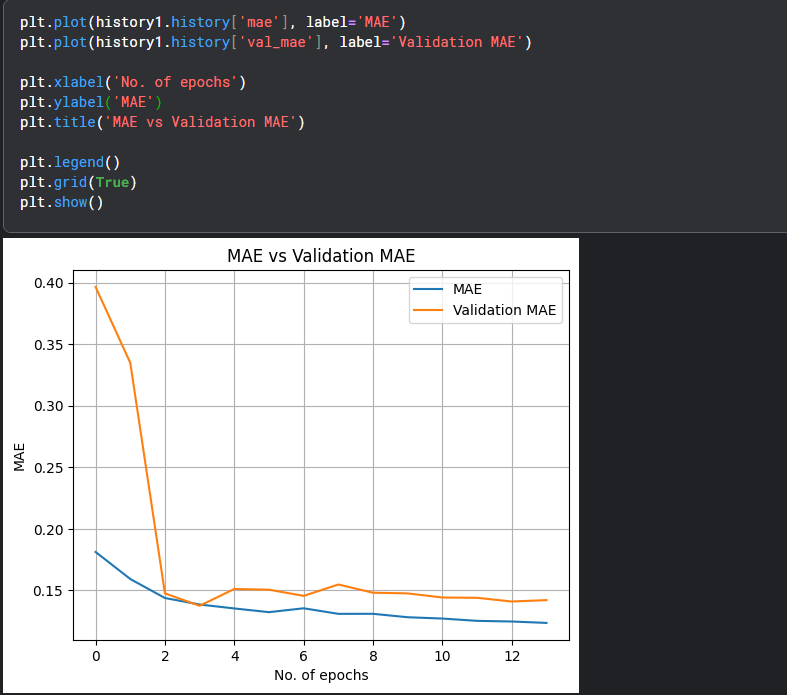 plt.plot(history1.history['mae'], label='MAE')
plt.plot(history1.history['val_mae'], label='Validation MAE')
plt.xlabel('No. of epochs')
plt.ylabel('MAE')
plt.title('MAE vs Validation MAE')
plt.legend()
plt.grid(True)
plt.show()
MAE vs Validation MAE
MAE
Validation MAE
0.40
0.35
0.30
0.25
0.20
0.15
MAE
0 2 4 6 8 10 12
No. of epochs